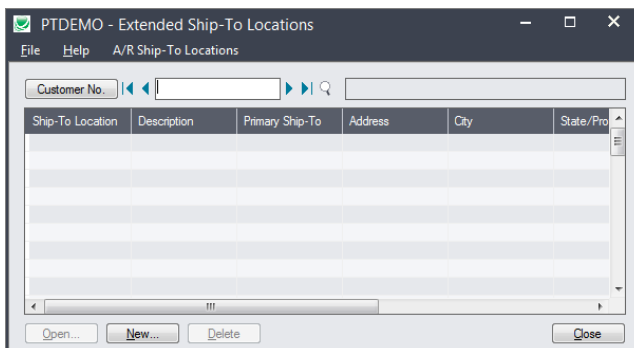 PTDEMO - Extended Ship-To Locations
File Help A/R Ship-To Locations
Customer No.
Ship-To Location Description Primary Ship-To Address City State/Pro
Open... New... Delete Close